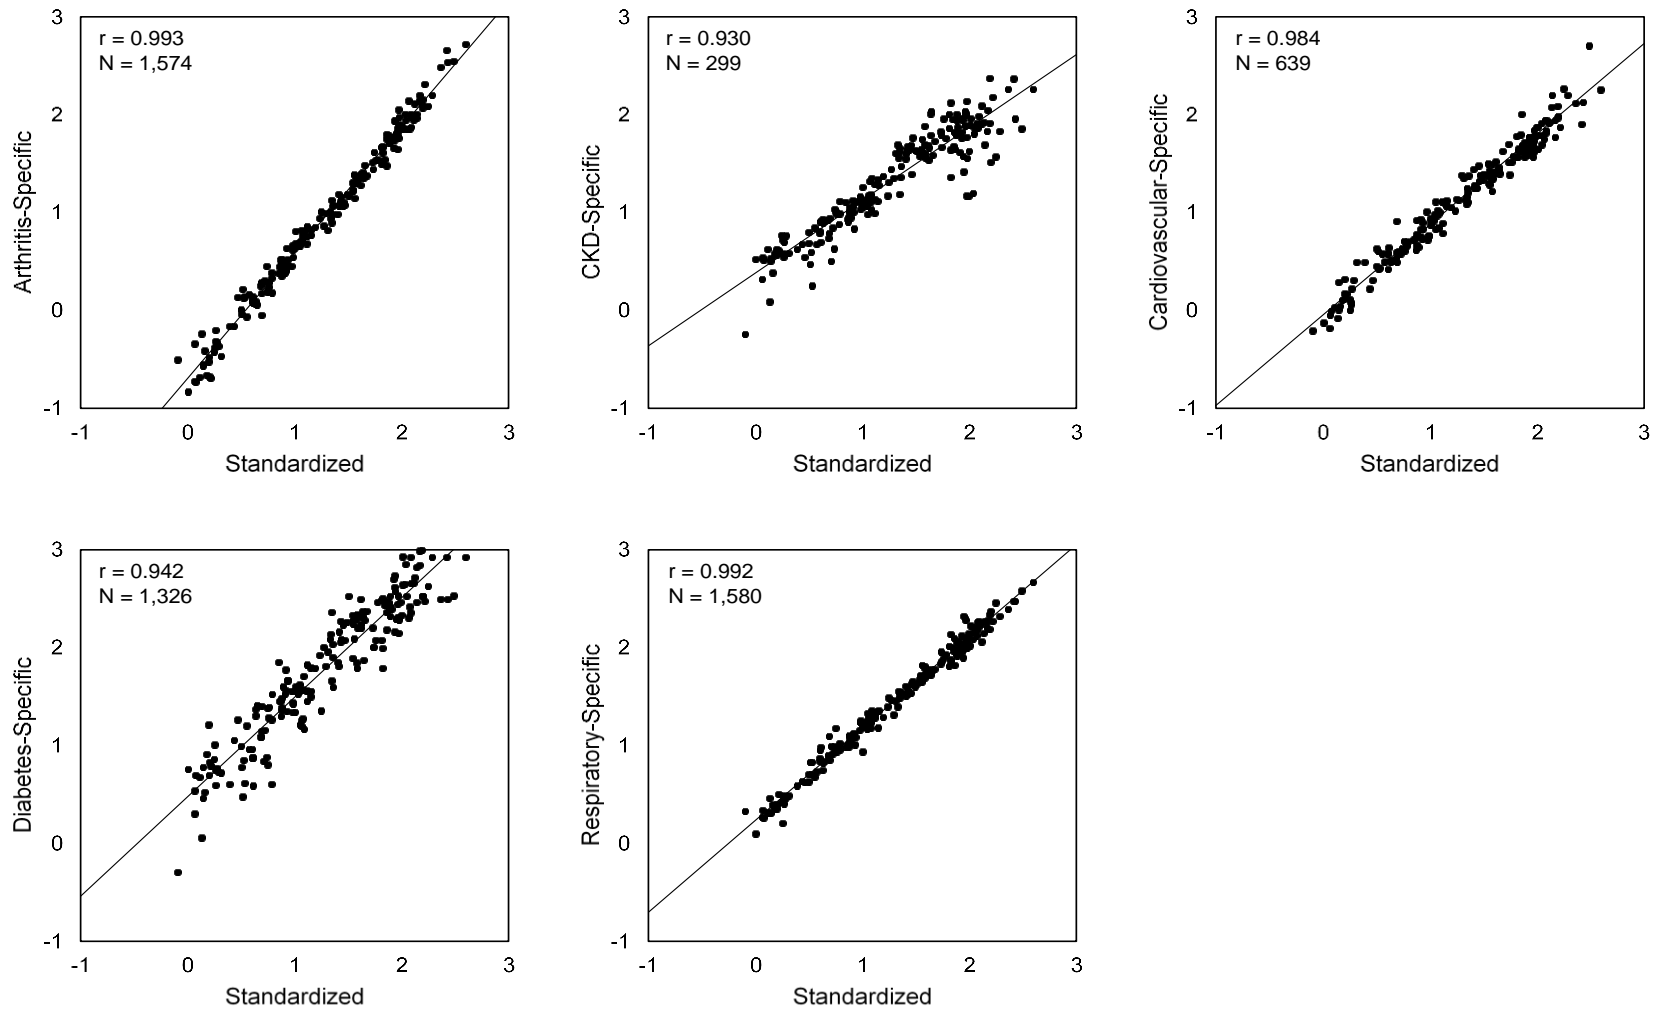 r = 0.993
N = 1,574
3
2
1
0
-1
-1 0 1 2 3
Arthritis-Specific
Standardized
r = 0.930
N = 299
3
2
1
0
-1
-1 0 1 2 3
CKD-Specific
Standardized
r = 0.984
N = 639
3
2
1
0
-1
-1 0 1 2 3
Cardiovascular-Specific
Standardized
r = 0.942
N = 1,326
3
2
1
0
-1
-1 0 1 2 3
Diabetes-Specific
Standardized
r = 0.992
N = 1,580
3
2
1
0
-1
-1 0 1 2 3
Respiratory-Specific
Standardized